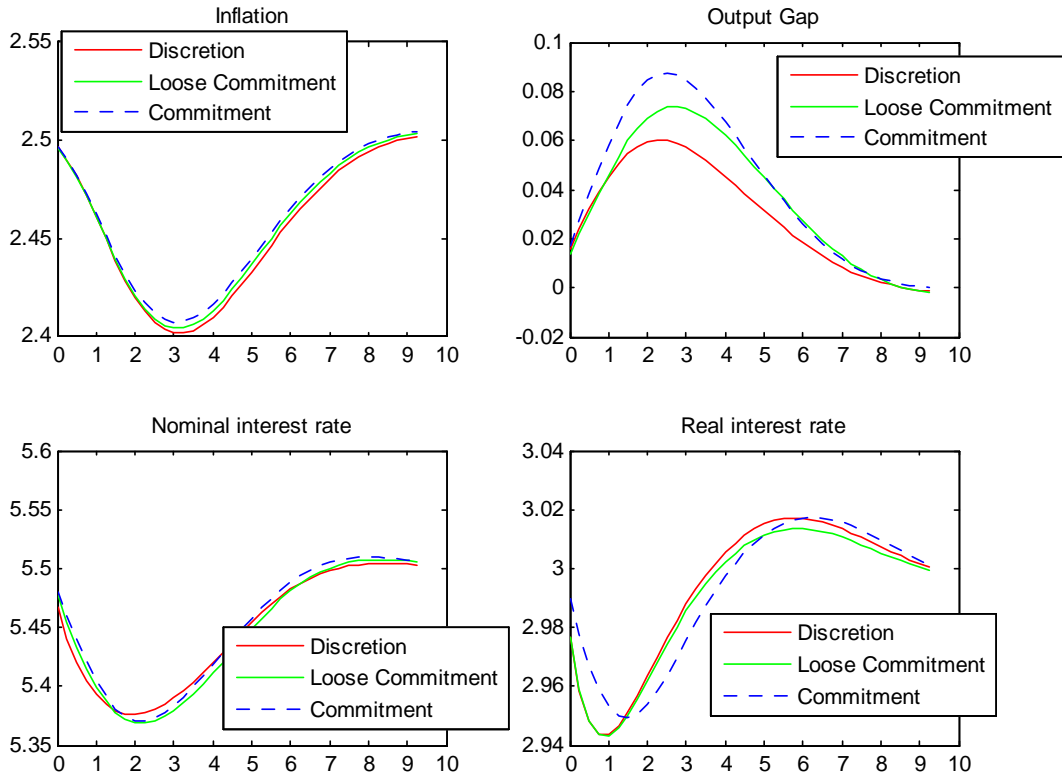 Inflation
2.55
2.5
2.45
2.4
0 1 2 3 4 5 6 7 8 9 10
Discretion
Loose Commitment
Commitment
Output Gap
0.1
0.08
0.06
0.04
0.02
0
-0.02
0 1 2 3 4 5 6 7 8 9 10
Discretion
Loose Commitment
Commitment
Nominal interest rate
5.6
5.55
5.5
5.45
5.4
5.35
0 1 2 3 4 5 6 7 8 9 10
Discretion
Loose Commitment
Commitment
Real interest rate
3.04
3.02
3
2.98
2.96
2.94
0 1 2 3 4 5 6 7 8 9 10
Discretion
Loose Commitment
Commitment